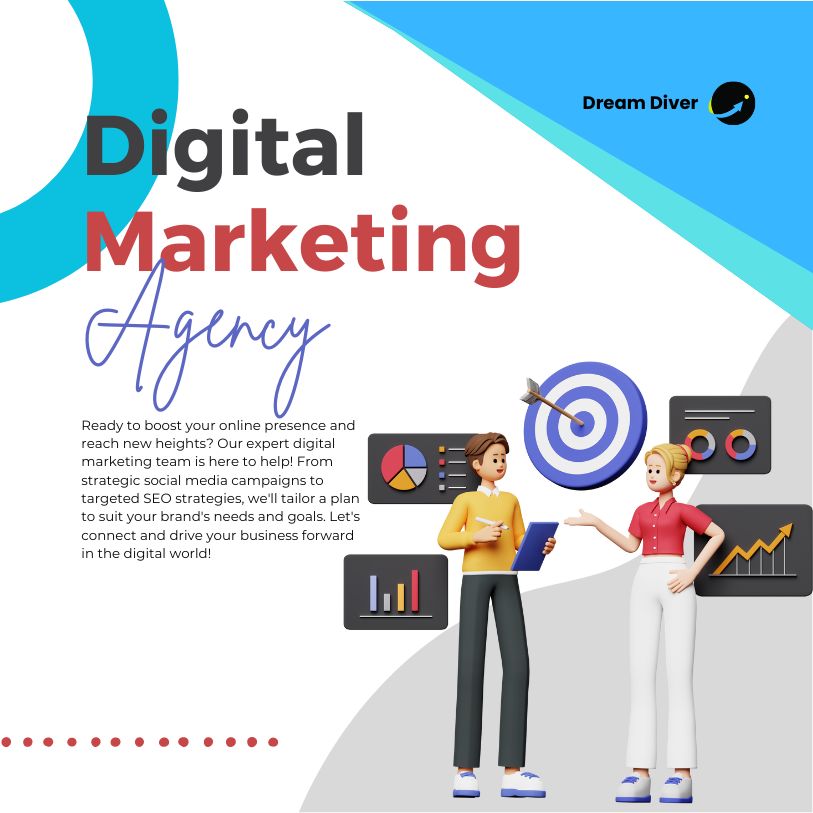 Dream Diver
Digital
Marketing
Agency
Ready to boost your online presence and
reach new heights? Our expert digital
marketing team is here to help! From
strategic social media campaigns to
targeted SEO strategies, we'll tailor a plan
to suit your brand's needs and goals. Let's
connect and drive your business forward
in the digital world!